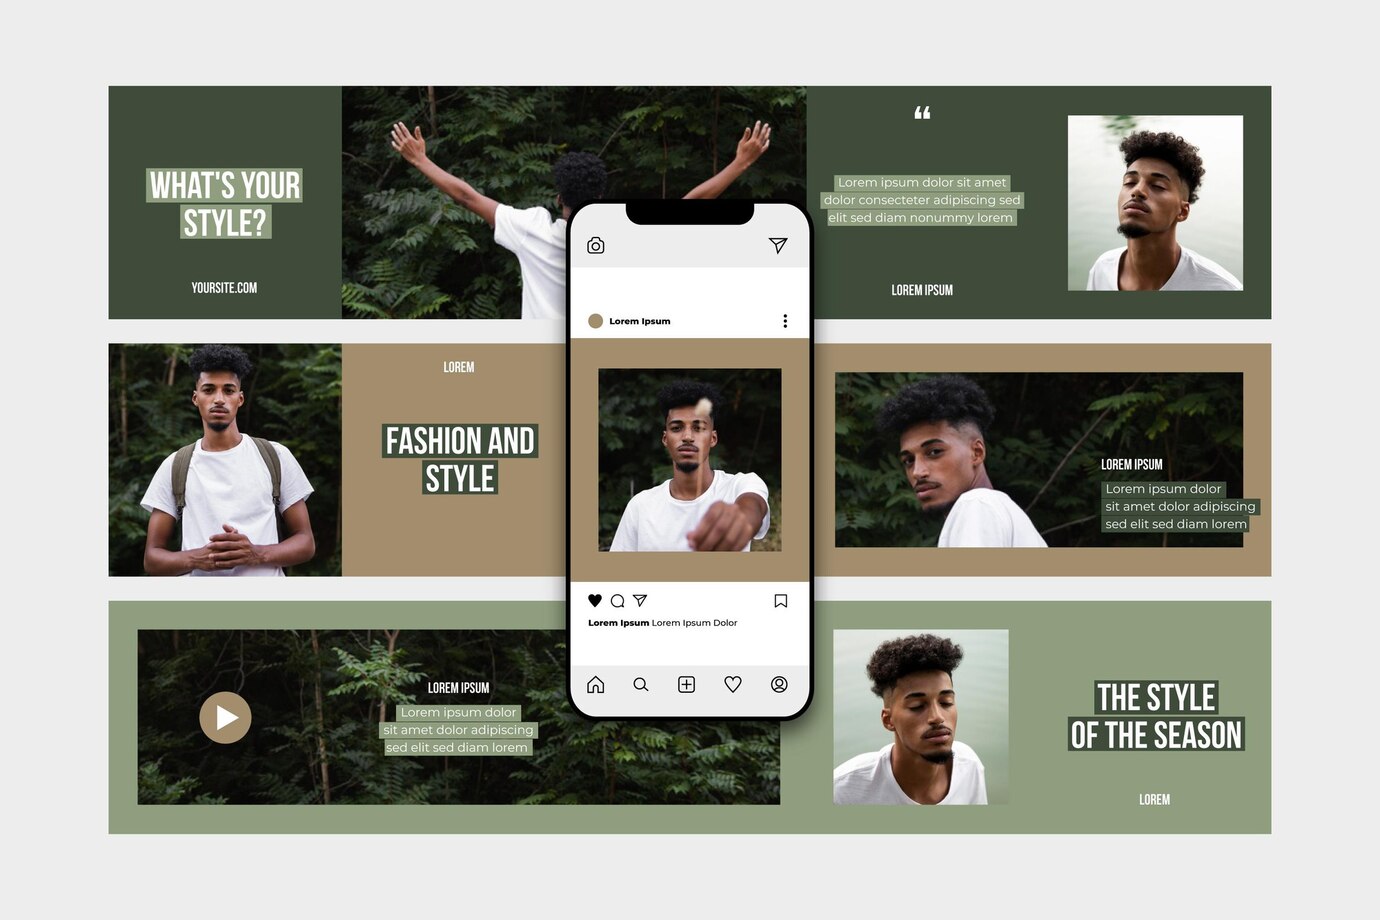 WHAT'S YOUR
STYLE?
YOURSITE.COM
“
Lorem ipsum dolor sit amet
dolor consecteter adipiscing sed
elit sed diam nonummy lorem
LOREM IPSUM
LOREM
FASHION AND
STYLE
Lorem Ipsum
Lorem Ipsum Lorem Ipsum Dolor
LOREM IPSUM
Lorem ipsum dolor
sit amet dolor adipiscing
sed elit sed diam lorem
LOREM IPSUM
Lorem ipsum dolor
sit amet dolor adipiscing
sed elit sed diam lorem
THE STYLE
OF THE SEASON
LOREM